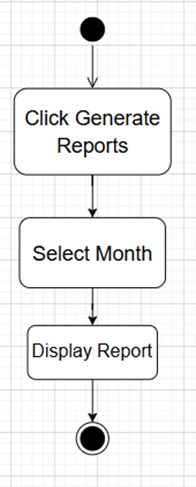 Click Generate
Reports
Select Month
Display Report